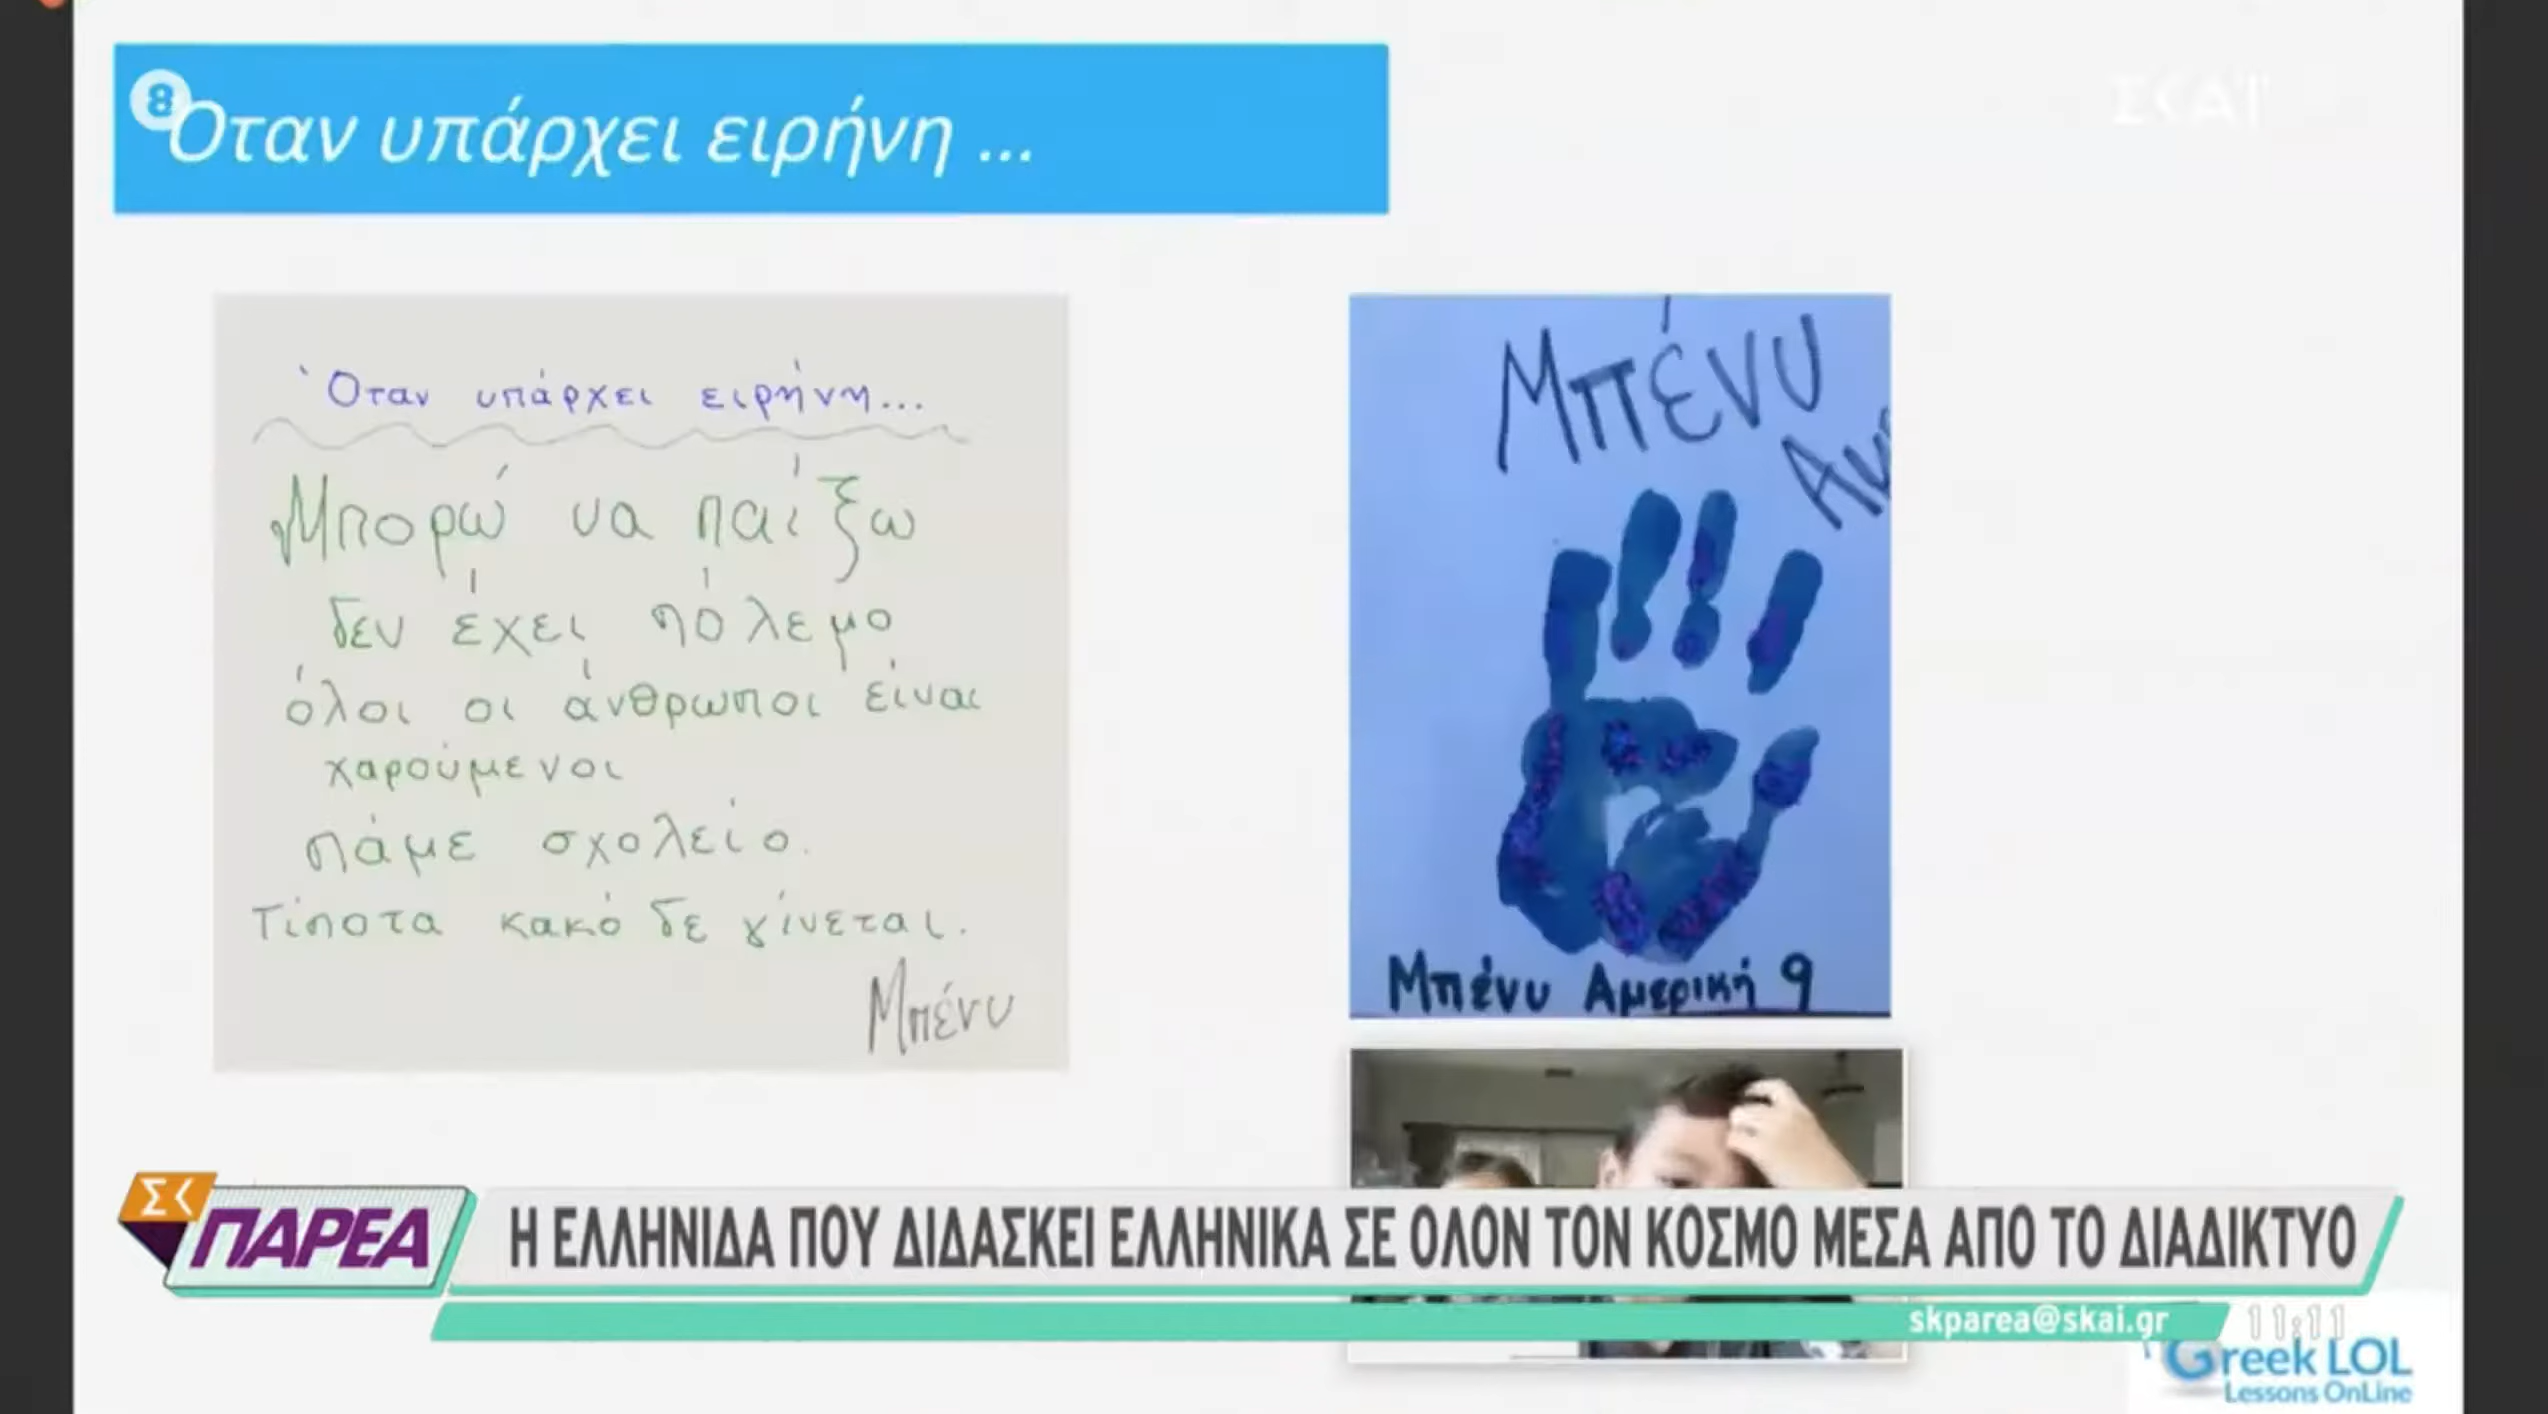 8
Όταν υπάρχει ειρήνη ...
ΣΚΑΪ
Όταν υπάρχει ειρήνη...
Μπορώ να παίξω
δεν έχει πόλεμο
όλοι οι άνθρωποι είναι
χαρούμενοι
πάμε σχολείο.
Τίποτα κακό δε γίνεται.
Μπένυ
Μπένυ
Μπένυ Αμερική 9
ΣΚ
ΠΑΡΕΑ
Η ΕΛΛΗΝΙΔΑ ΠΟΥ ΔΙΔΑΣΚΕΙ ΕΛΛΗΝΙΚΑ ΣΕ ΟΛΟΝ ΤΟΝ ΚΟΣΜΟ ΜΕΣΑ ΑΠΟ ΤΟ ΔΙΑΔΙΚΤΥΟ
skparea@skai.gr
11:11
Greek LOL
Lessons OnLine